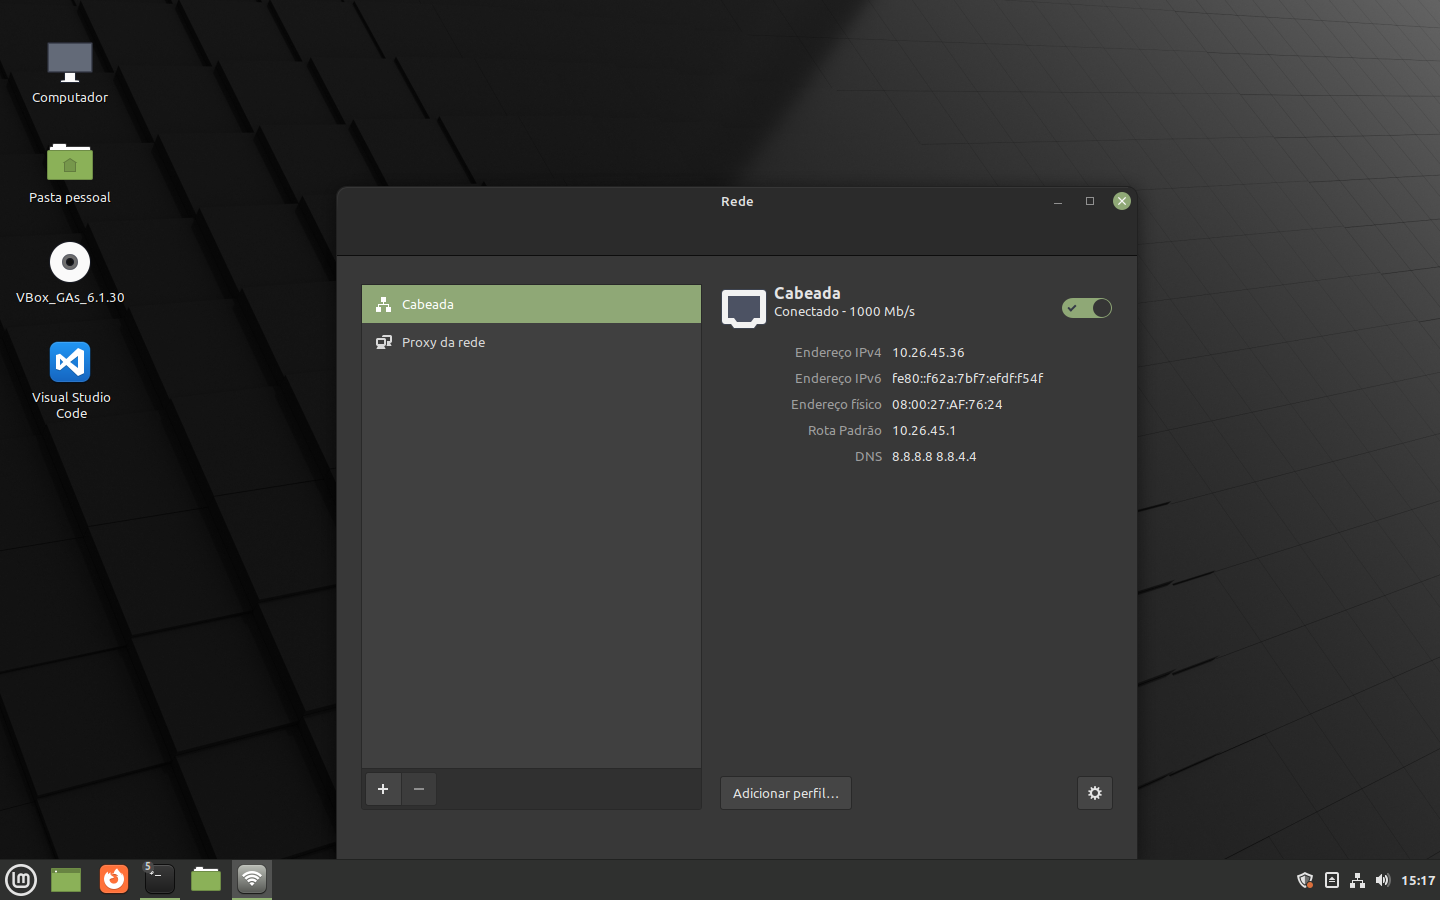 Computador
Pasta pessoal
VBox_GAs_6.1.30
Visual Studio
Code
Rede
Cabeada
Proxy da rede
Cabeada
Conectado - 1000 Mb/s
Endereço IPv4 10.26.45.36
Endereço IPv6 fe80::f62a:7bf7:efdf:f54f
Endereço físico 08:00:27:AF:76:24
Rota Padrão 10.26.45.1
DNS 8.8.8.8 8.8.4.4
Adicionar perfil...
5
15:17